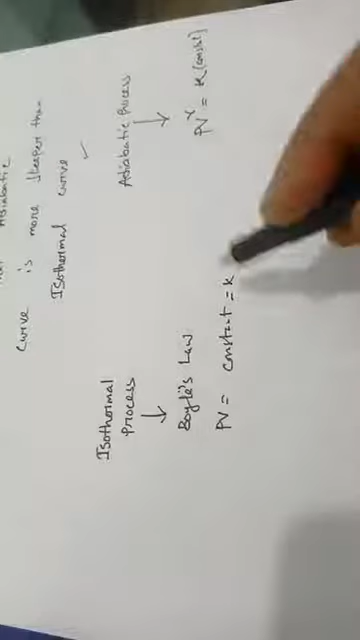 Adiabatic
curve is more steeper than
Isothermal curve ✓
Isothermal
Process
↓
Boyle's Law
PV = constant = K
Adiabatic Process
↓
PV^γ = K (const)